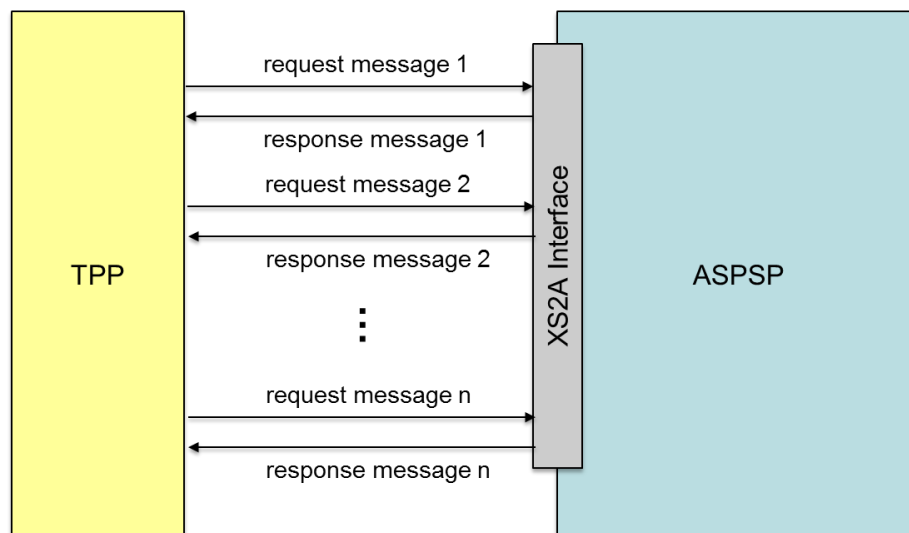 request message 1
response message 1
request message 2
response message 2
TPP
XS2A Interface
ASPSP
⋮
request message n
response message n